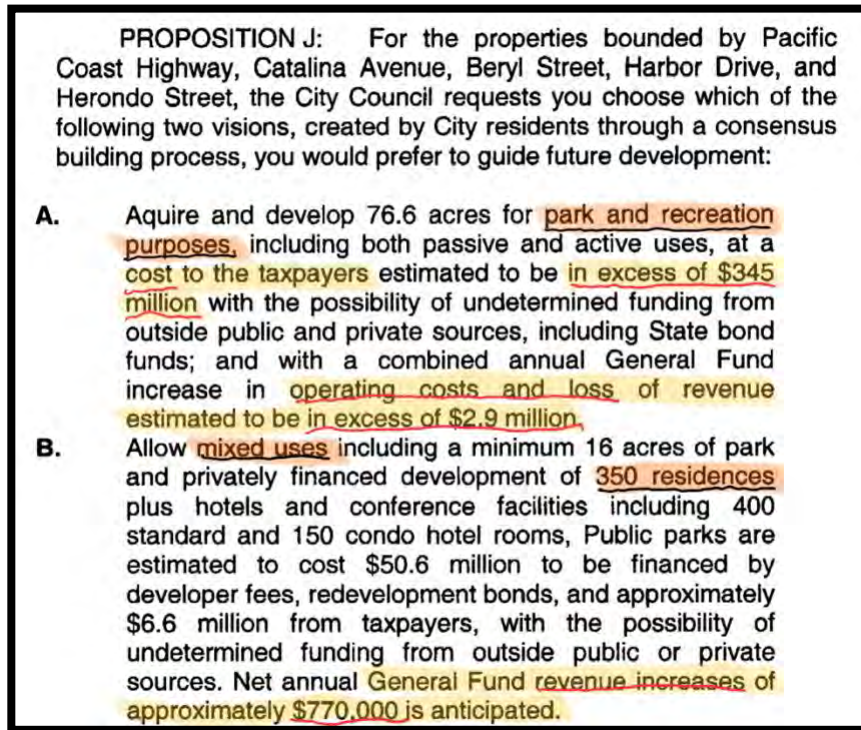 PROPOSITION J: For the properties bounded by Pacific
Coast Highway, Catalina Avenue, Beryl Street, Harbor Drive, and
Herondo Street, the City Council requests you choose which of the
following two visions, created by City residents through a consensus
building process, you would prefer to guide future development:
A. Aquire and develop 76.6 acres for park and recreation
purposes, including both passive and active uses, at a
cost to the taxpayers estimated to be in excess of $345
million with the possibility of undetermined funding from
outside public and private sources, including State bond
funds; and with a combined annual General Fund
increase in operating costs and loss of revenue
estimated to be in excess of $2.9 million.
B. Allow mixed uses including a minimum 16 acres of park
and privately financed development of 350 residences
plus hotels and conference facilities including 400
standard and 150 condo hotel rooms, Public parks are
estimated to cost $50.6 million to be financed by
developer fees, redevelopment bonds, and approximately
$6.6 million from taxpayers, with the possibility of
undetermined funding from outside public or private
sources. Net annual General Fund revenue increases of
approximately $770,000 is anticipated.